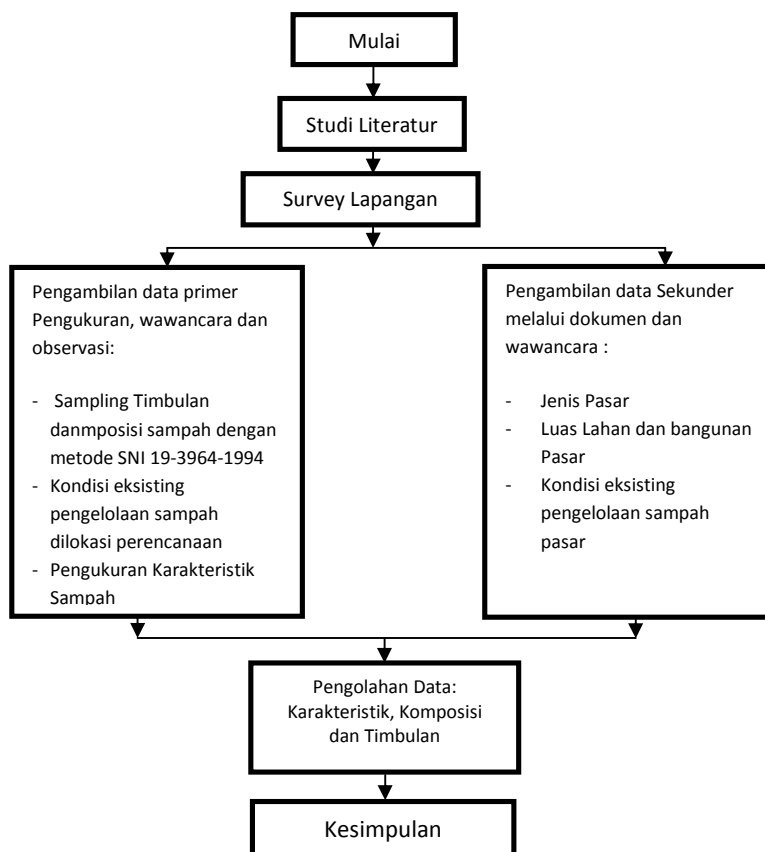 Mulai
Studi Literatur
Survey Lapangan
Pengambilan data primer
Pengukuran, wawancara dan
observasi:
- Sampling Timbulan
danmposisi sampah dengan
metode SNI 19-3964-1994
- Kondisi eksisting
pengelolaan sampah
dilokasi perencanaan
- Pengukuran Karakteristik
Sampah
Pengambilan data Sekunder
melalui dokumen dan
wawancara :
- Jenis Pasar
- Luas Lahan dan bangunan
Pasar
- Kondisi eksisting
pengelolaan sampah
pasar
Pengolahan Data:
Karakteristik, Komposisi
dan Timbulan
Kesimpulan